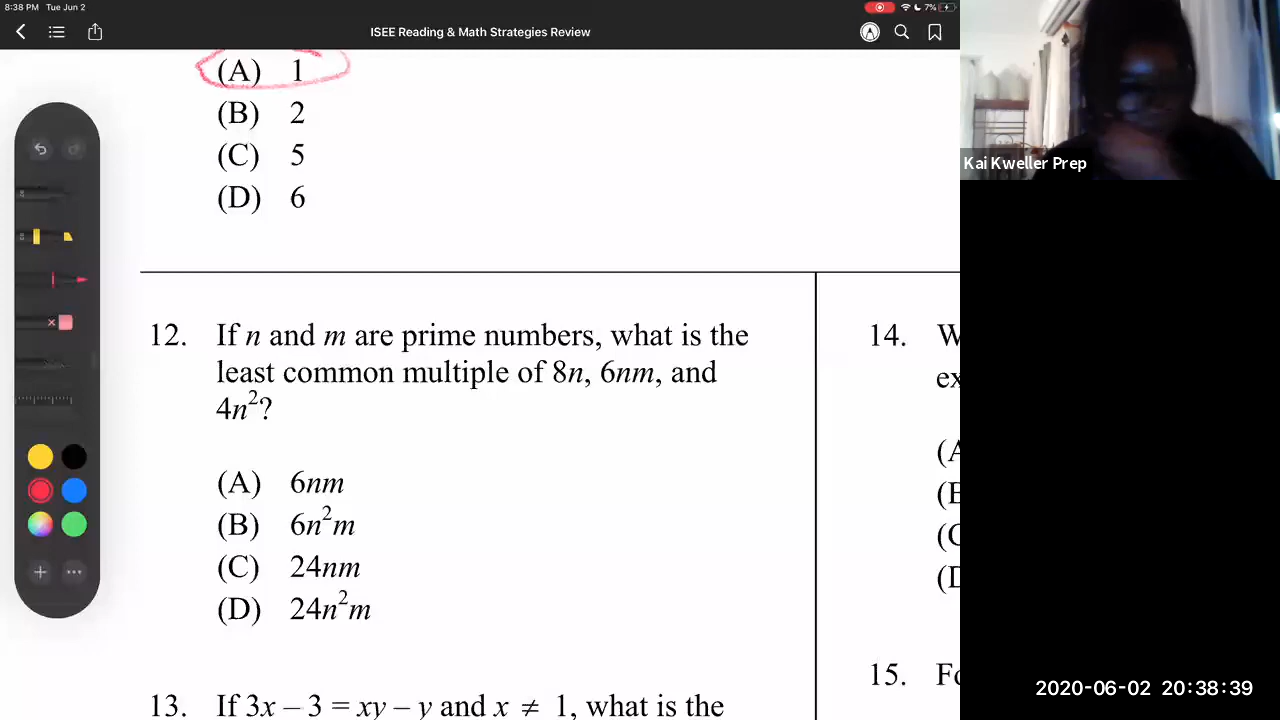 8:38 PM Tue Jun 2
7%
ISEE Reading & Math Strategies Review
(A) 1
(B) 2
(C) 5
(D) 6
12. If n and m are prime numbers, what is the
least common multiple of 8n, 6nm, and
4n²?
(A) 6nm
(B) 6n²m
(C) 24nm
(D) 24n²m
13. If 3x – 3 = xy – y and x ≠ 1, what is the
14. W
ex
(A
(B
(C
(D
15. Fo
Kai Kweller Prep
2020-06-02 20:38:39